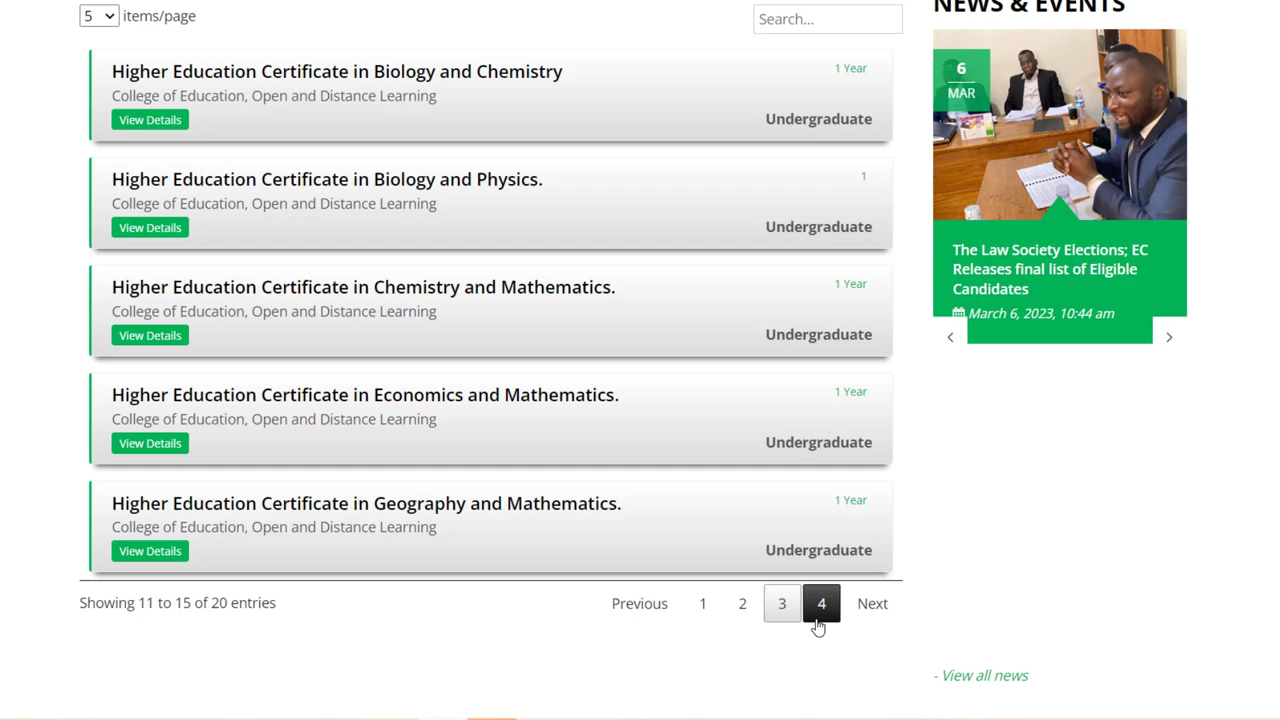 5 items/page
Search...
Higher Education Certificate in Biology and Chemistry
1 Year
College of Education, Open and Distance Learning
View Details
Undergraduate
Higher Education Certificate in Biology and Physics.
1
College of Education, Open and Distance Learning
View Details
Undergraduate
Higher Education Certificate in Chemistry and Mathematics.
1 Year
College of Education, Open and Distance Learning
View Details
Undergraduate
Higher Education Certificate in Economics and Mathematics.
1 Year
College of Education, Open and Distance Learning
View Details
Undergraduate
Higher Education Certificate in Geography and Mathematics.
1 Year
College of Education, Open and Distance Learning
View Details
Undergraduate
Showing 11 to 15 of 20 entries
Previous 1 2 3 4 Next
NEWS & EVENTS
6
MAR
The Law Society Elections; EC
Releases final list of Eligible
Candidates
March 6, 2023, 10:44 am
- View all news